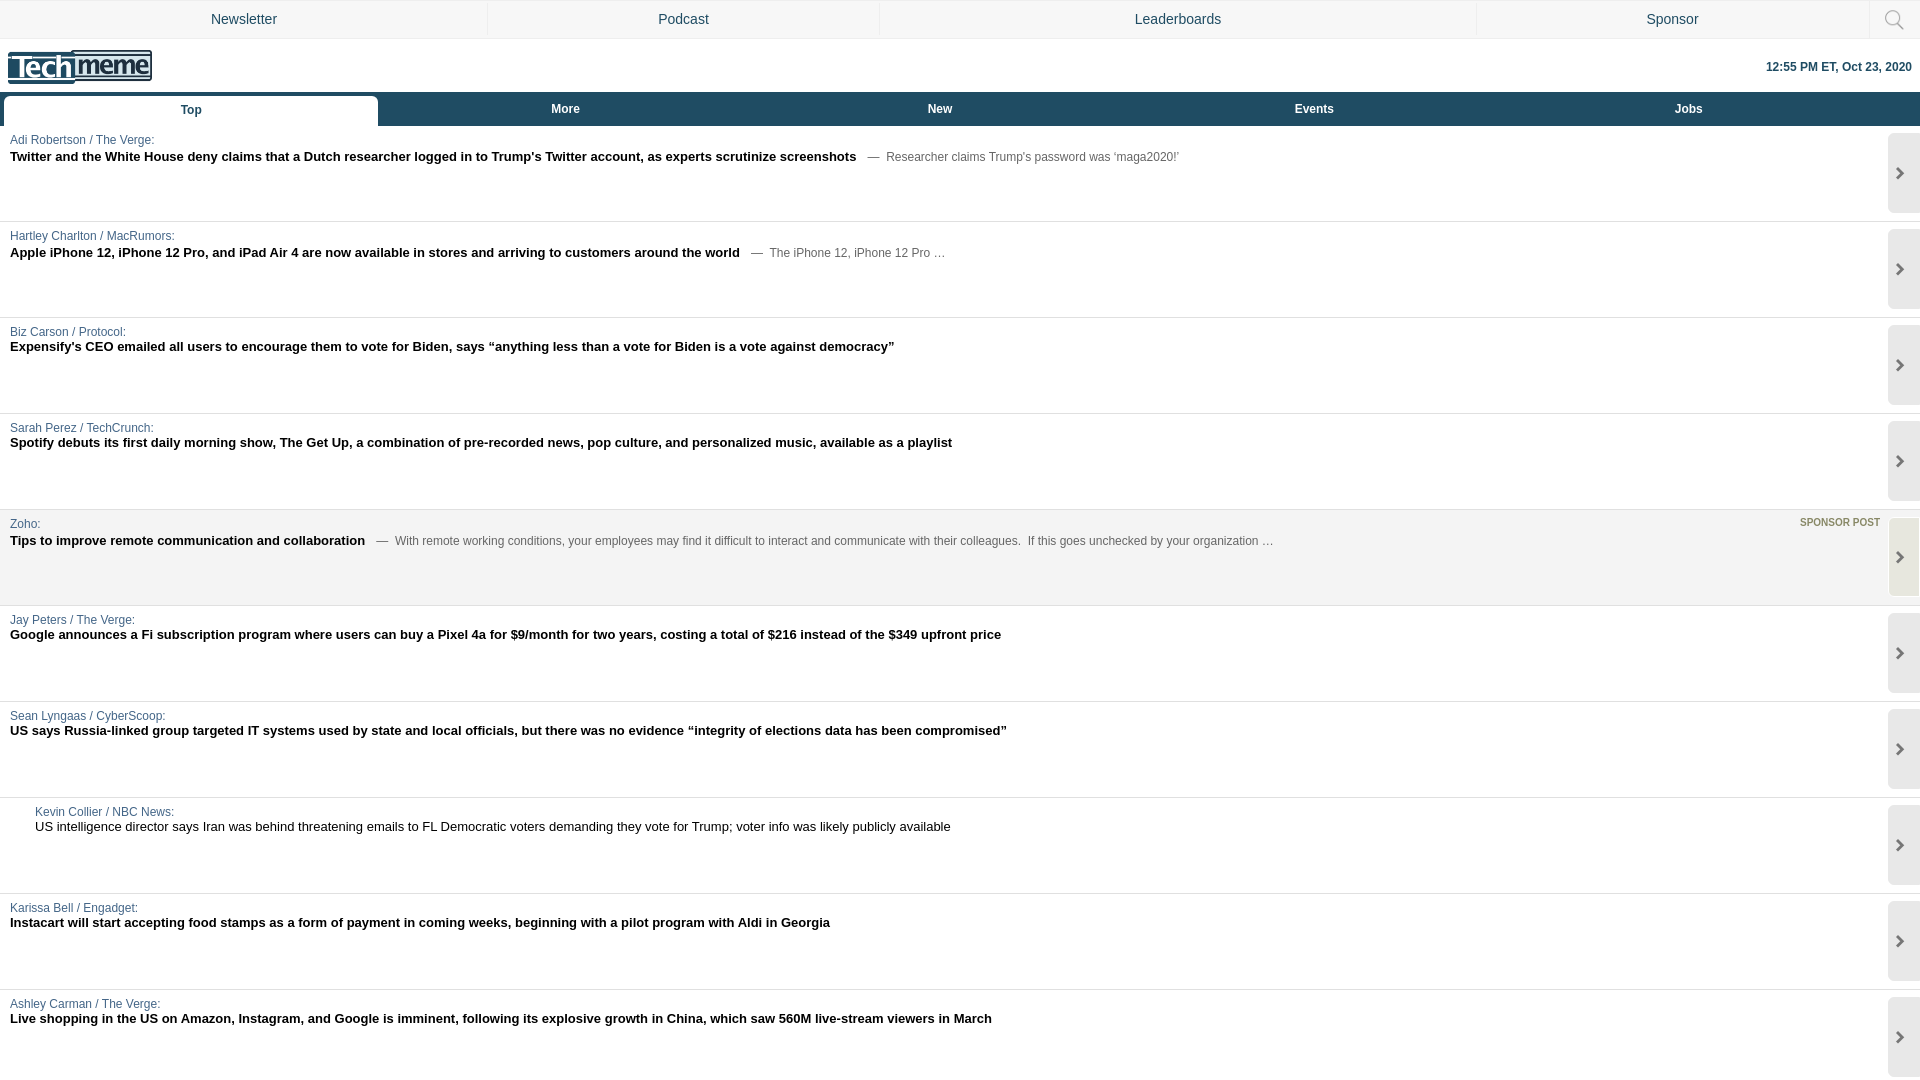 Newsletter
Podcast
Leaderboards
Sponsor
Techmeme
12:55 PM ET, Oct 23, 2020
Top
More
New
Events
Jobs
Adi Robertson / The Verge:
Twitter and the White House deny claims that a Dutch researcher logged in to Trump's Twitter account, as experts scrutinize screenshots — Researcher claims Trump's password was ‘maga2020!’
Hartley Charlton / MacRumors:
Apple iPhone 12, iPhone 12 Pro, and iPad Air 4 are now available in stores and arriving to customers around the world — The iPhone 12, iPhone 12 Pro …
Biz Carson / Protocol:
Expensify's CEO emailed all users to encourage them to vote for Biden, says “anything less than a vote for Biden is a vote against democracy”
Sarah Perez / TechCrunch:
Spotify debuts its first daily morning show, The Get Up, a combination of pre-recorded news, pop culture, and personalized music, available as a playlist
Zoho:
SPONSOR POST
Tips to improve remote communication and collaboration — With remote working conditions, your employees may find it difficult to interact and communicate with their colleagues. If this goes unchecked by your organization …
Jay Peters / The Verge:
Google announces a Fi subscription program where users can buy a Pixel 4a for $9/month for two years, costing a total of $216 instead of the $349 upfront price
Sean Lyngaas / CyberScoop:
US says Russia-linked group targeted IT systems used by state and local officials, but there was no evidence “integrity of elections data has been compromised”
Kevin Collier / NBC News:
US intelligence director says Iran was behind threatening emails to FL Democratic voters demanding they vote for Trump; voter info was likely publicly available
Karissa Bell / Engadget:
Instacart will start accepting food stamps as a form of payment in coming weeks, beginning with a pilot program with Aldi in Georgia
Ashley Carman / The Verge:
Live shopping in the US on Amazon, Instagram, and Google is imminent, following its explosive growth in China, which saw 560M live-stream viewers in March